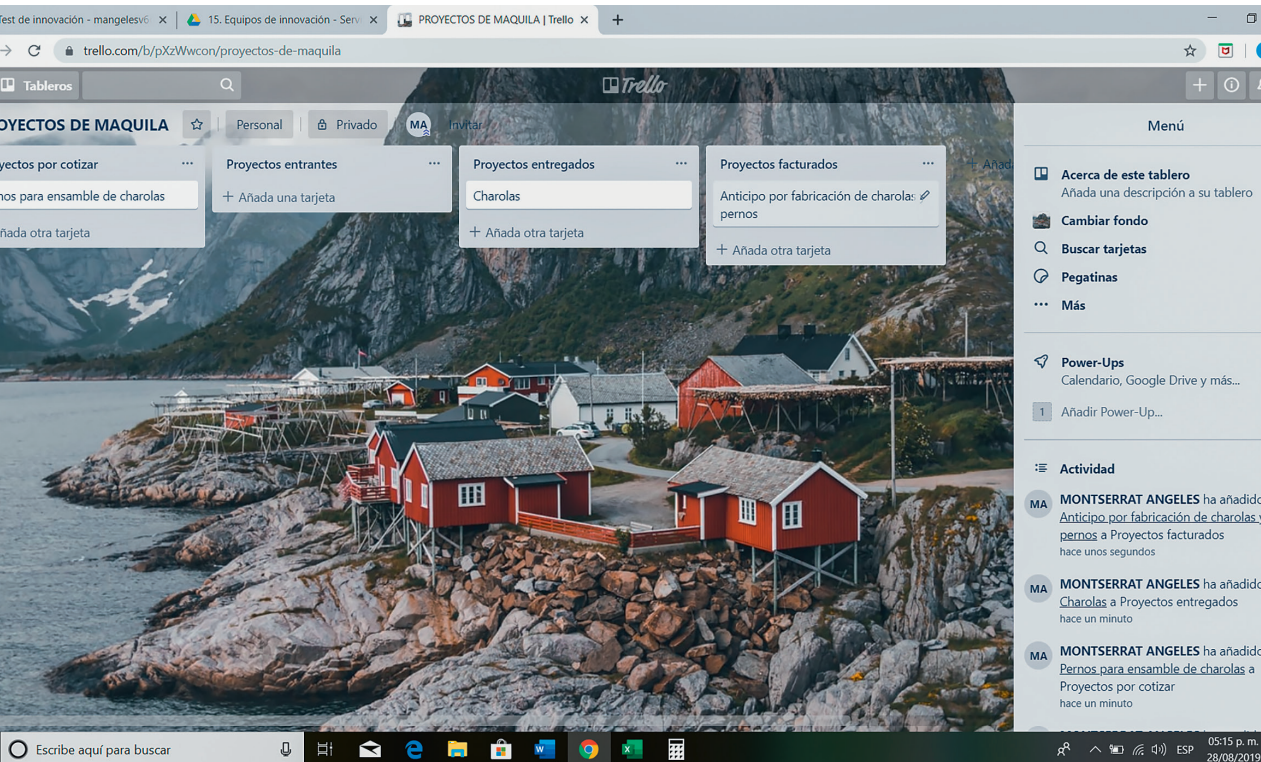 Test de innovación - mangelesv6
15. Equipos de innovación - Serv
PROYECTOS DE MAQUILA | Trello
trello.com/b/pXzWwcon/proyectos-de-maquila
Tableros
Trello
OYECTOS DE MAQUILA
Personal
Privado
MA
Invitar
yectos por cotizar
nos para ensamble de charolas
ñada otra tarjeta
Proyectos entrantes
Añada una tarjeta
Proyectos entregados
Charolas
Añada otra tarjeta
Proyectos facturados
Anticipo por fabricación de charolas
pernos
Añada otra tarjeta
Añad
Menú
Acerca de este tablero
Añada una descripción a su tablero
Cambiar fondo
Buscar tarjetas
Pegatinas
Más
Power-Ups
Calendario, Google Drive y más...
1 Añadir Power-Up...
Actividad
MA
MONTSERRAT ANGELES ha añadido
Anticipo por fabricación de charolas y
pernos a Proyectos facturados
hace unos segundos
MA
MONTSERRAT ANGELES ha añadido
Charolas a Proyectos entregados
hace un minuto
MA
MONTSERRAT ANGELES ha añadido
Pernos para ensamble de charolas a
Proyectos por cotizar
hace un minuto
Escribe aquí para buscar
ESP
05:15 p. m.
28/08/2019